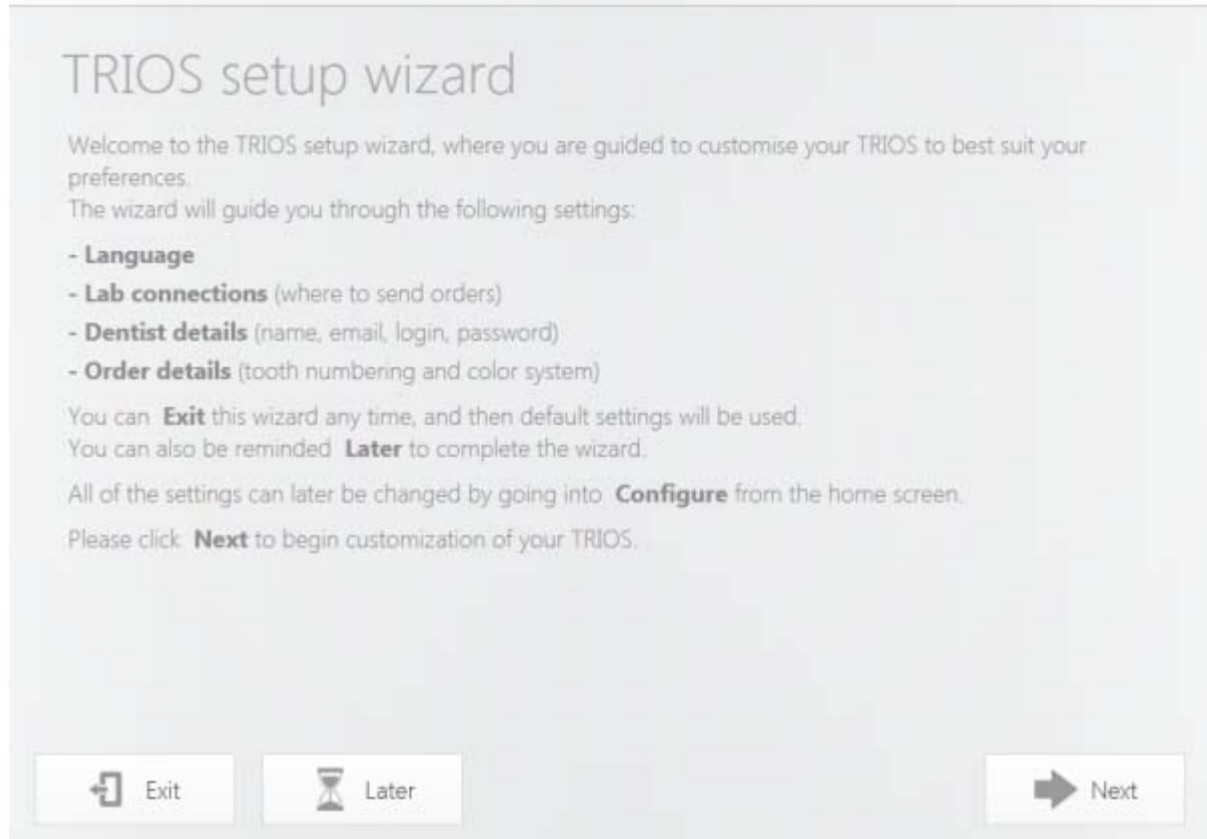 TRIOS setup wizard
Welcome to the TRIOS setup wizard, where you are guided to customise your TRIOS to best suit your
preferences.
The wizard will guide you through the following settings:
- Language
- Lab connections (where to send orders)
- Dentist details (name, email, login, password)
- Order details (tooth numbering and color system)
You can Exit this wizard any time, and then default settings will be used.
You can also be reminded Later to complete the wizard.
All of the settings can later be changed by going into Configure from the home screen.
Please click Next to begin customization of your TRIOS.
Exit Later Next